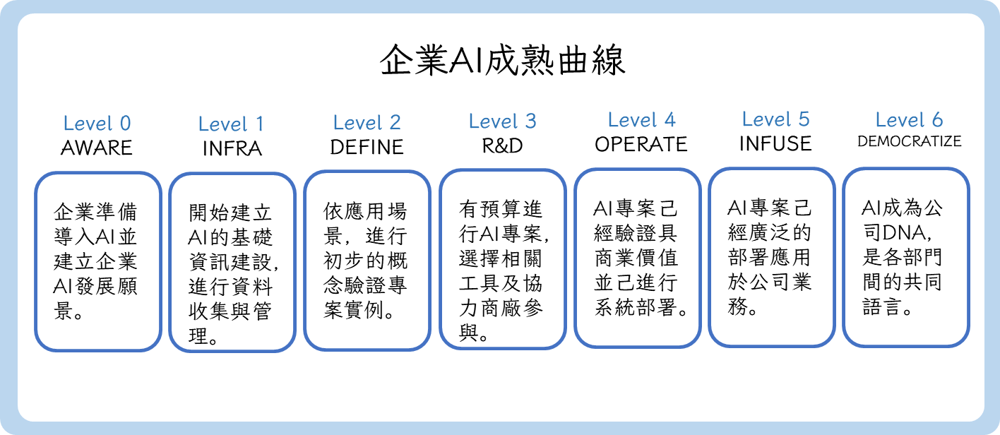 企業AI成熟曲線
Level 0
AWARE
企業準備
導入AI並
建立企業
AI發展願
景。
Level 1
INFRA
開始建立
AI的基礎
資訊建設,
進行資料
收集與管
理。
Level 2
DEFINE
依應用場
景，進行
初步的概
念驗證專
案實例。
Level 3
R&D
有預算進
行AI專案,
選擇相關
工具及協
力商廠參
與。
Level 4
OPERATE
AI專案己
經驗證具
商業價值
並己進行
系統部署。
Level 5
INFUSE
AI專案己
經廣泛的
部署應用
於公司業
務。
Level 6
DEMOCRATIZE
AI成為公
司DNA,
是各部門
間的共同
語言。